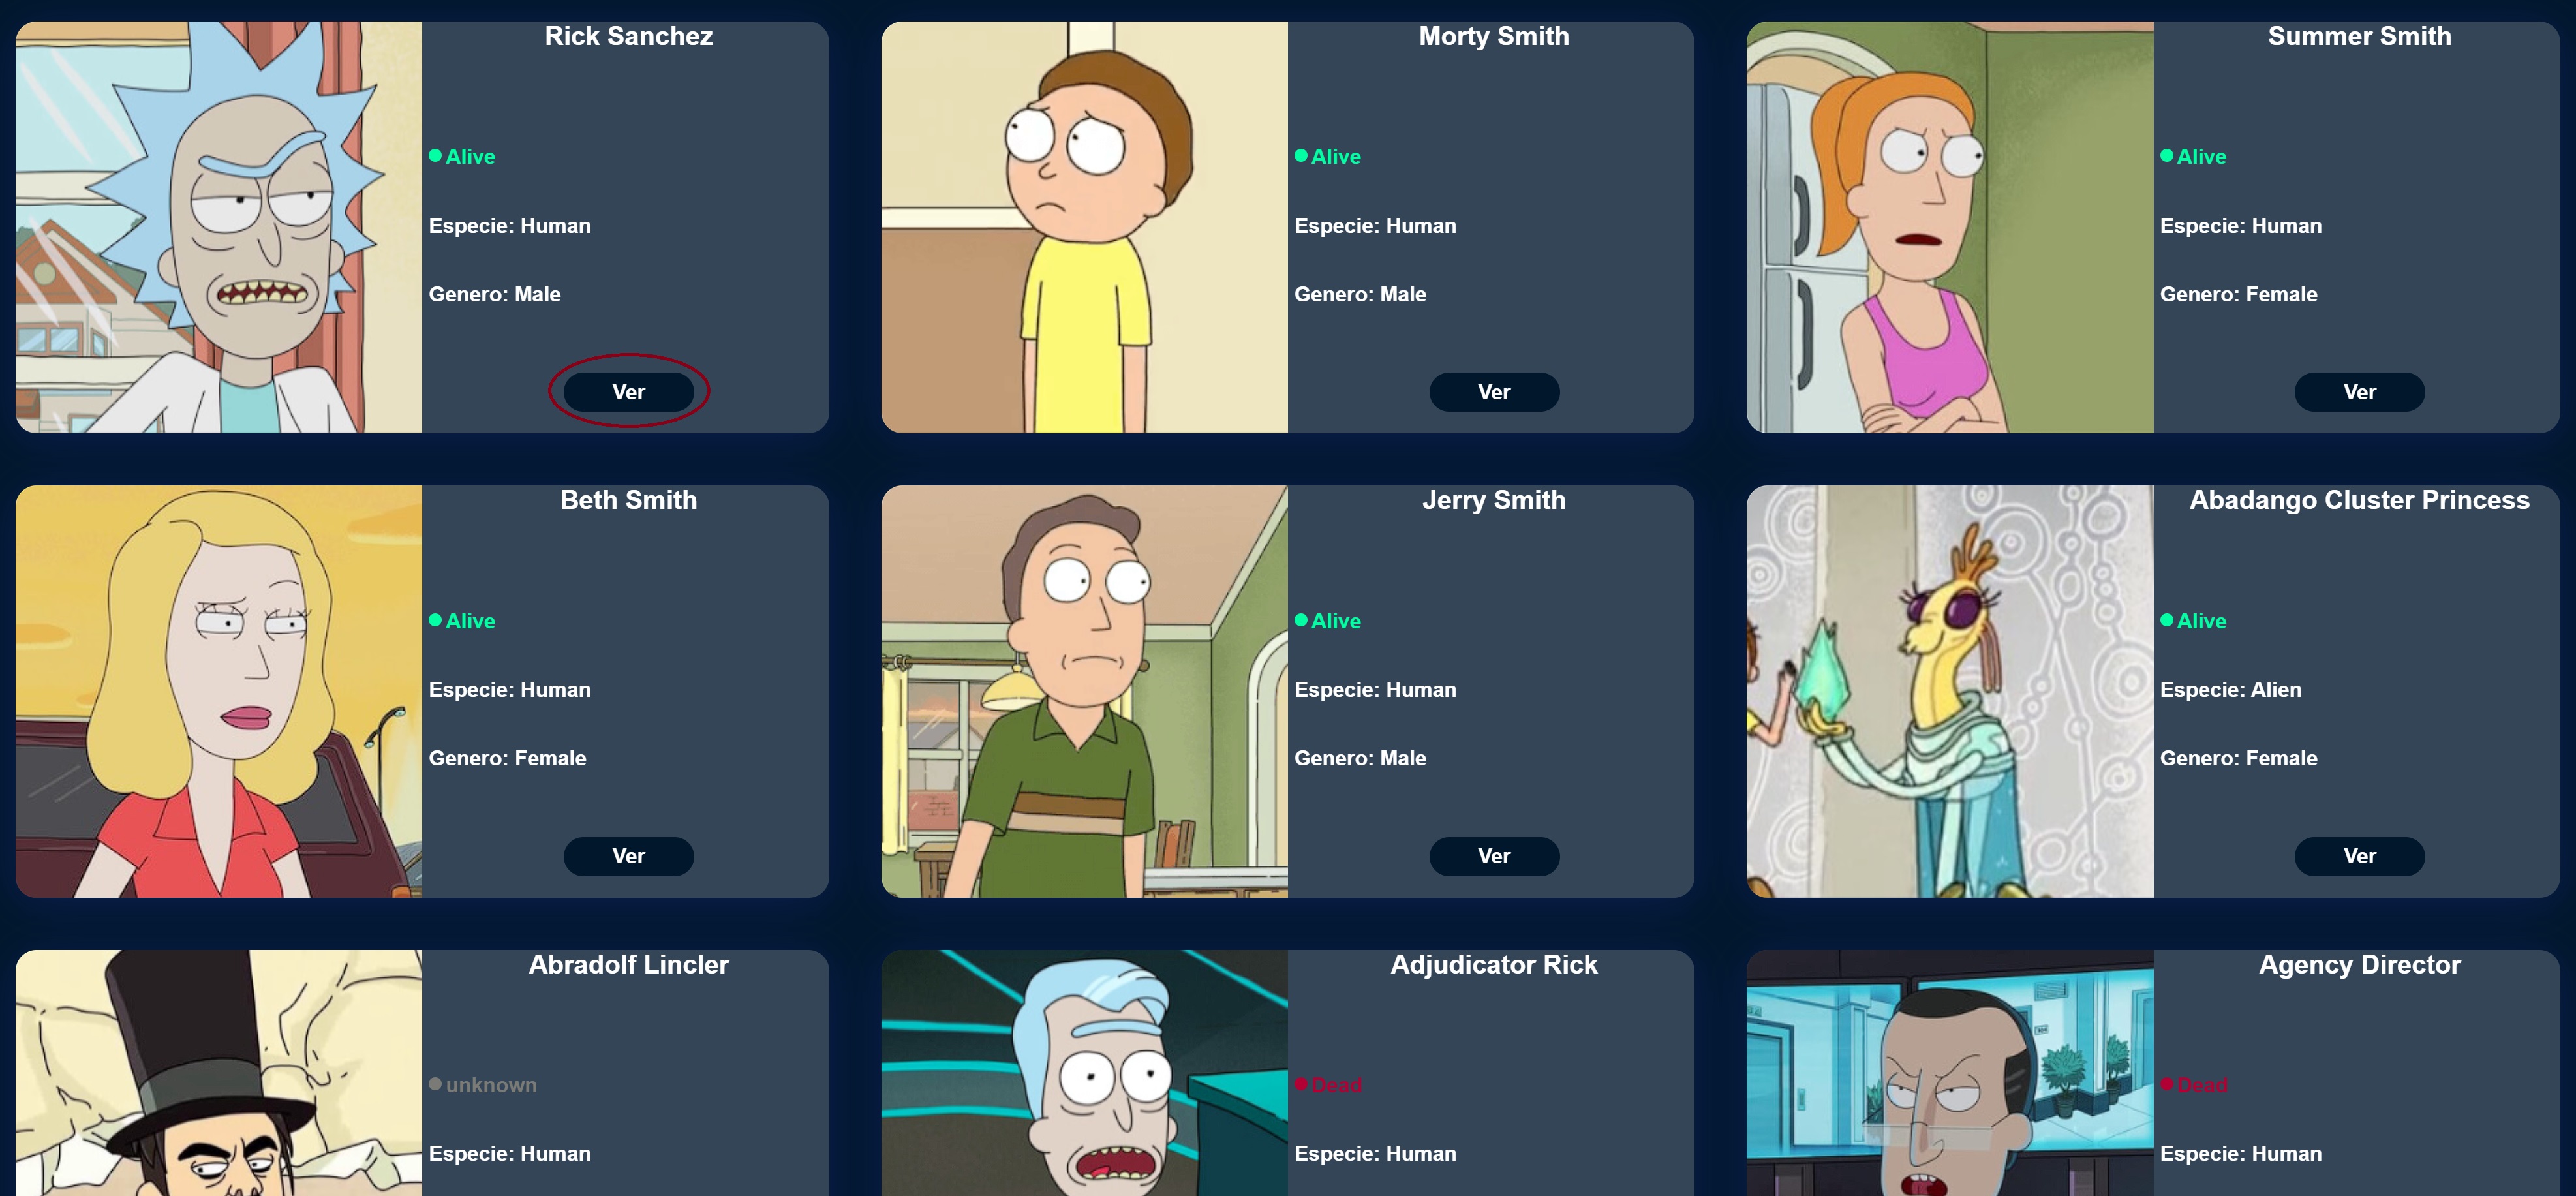 Rick Sanchez
Alive
Especie: Human
Genero: Male
Ver
Morty Smith
Alive
Especie: Human
Genero: Male
Ver
Summer Smith
Alive
Especie: Human
Genero: Female
Ver
Beth Smith
Alive
Especie: Human
Genero: Female
Ver
Jerry Smith
Alive
Especie: Human
Genero: Male
Ver
Abadango Cluster Princess
Alive
Especie: Alien
Genero: Female
Ver
Abradolf Lincler
unknown
Especie: Human
Adjudicator Rick
Dead
Especie: Human
Agency Director
Dead
Especie: Human